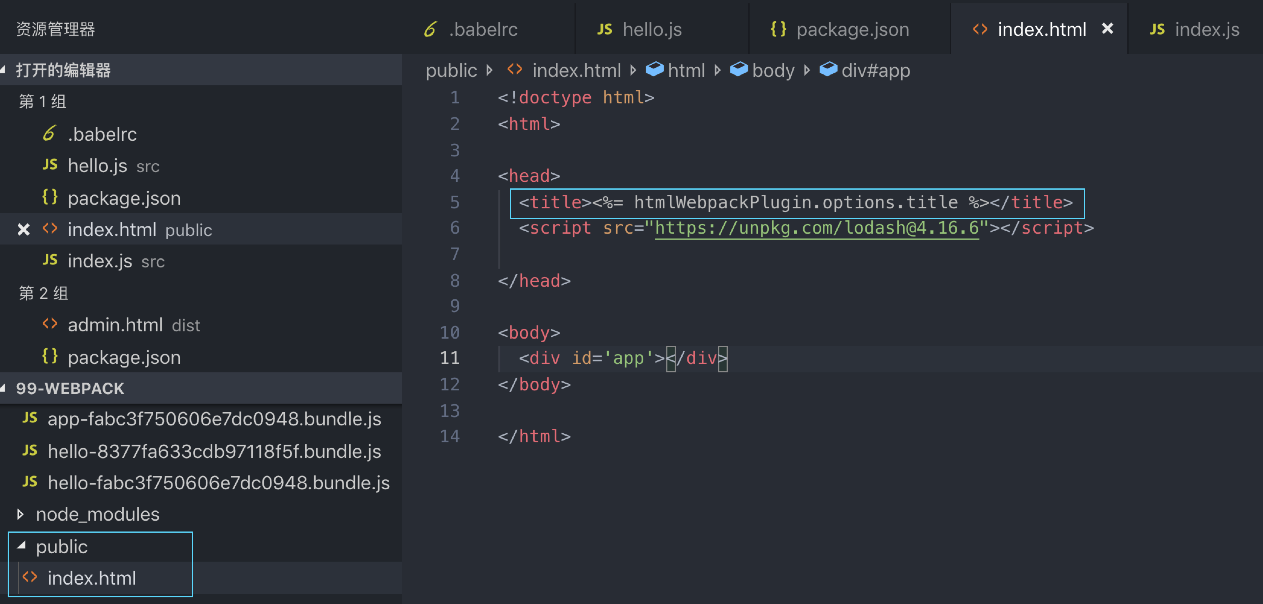 资源管理器
打开的编辑器
第 1 组
.babelrc
JS hello.js src
{} package.json
<> index.html public
JS index.js src
第 2 组
<> admin.html dist
{} package.json
99-WEBPACK
JS app-fabc3f750606e7dc0948.bundle.js
JS hello-8377fa633cdb97118f5f.bundle.js
JS hello-fabc3f750606e7dc0948.bundle.js
node_modules
public
<> index.html
.babelrc JS hello.js {} package.json <> index.html × JS index.js
public <> index.html html body div#app
1 <!doctype html>
2 <html>
3
4 <head>
5 <title><%= htmlWebpackPlugin.options.title %></title>
6 <script src="https://unpkg.com/lodash@4.16.6"></script>
7
8 </head>
9
10 <body>
11 <div id='app'></div>
12 </body>
13
14 </html>